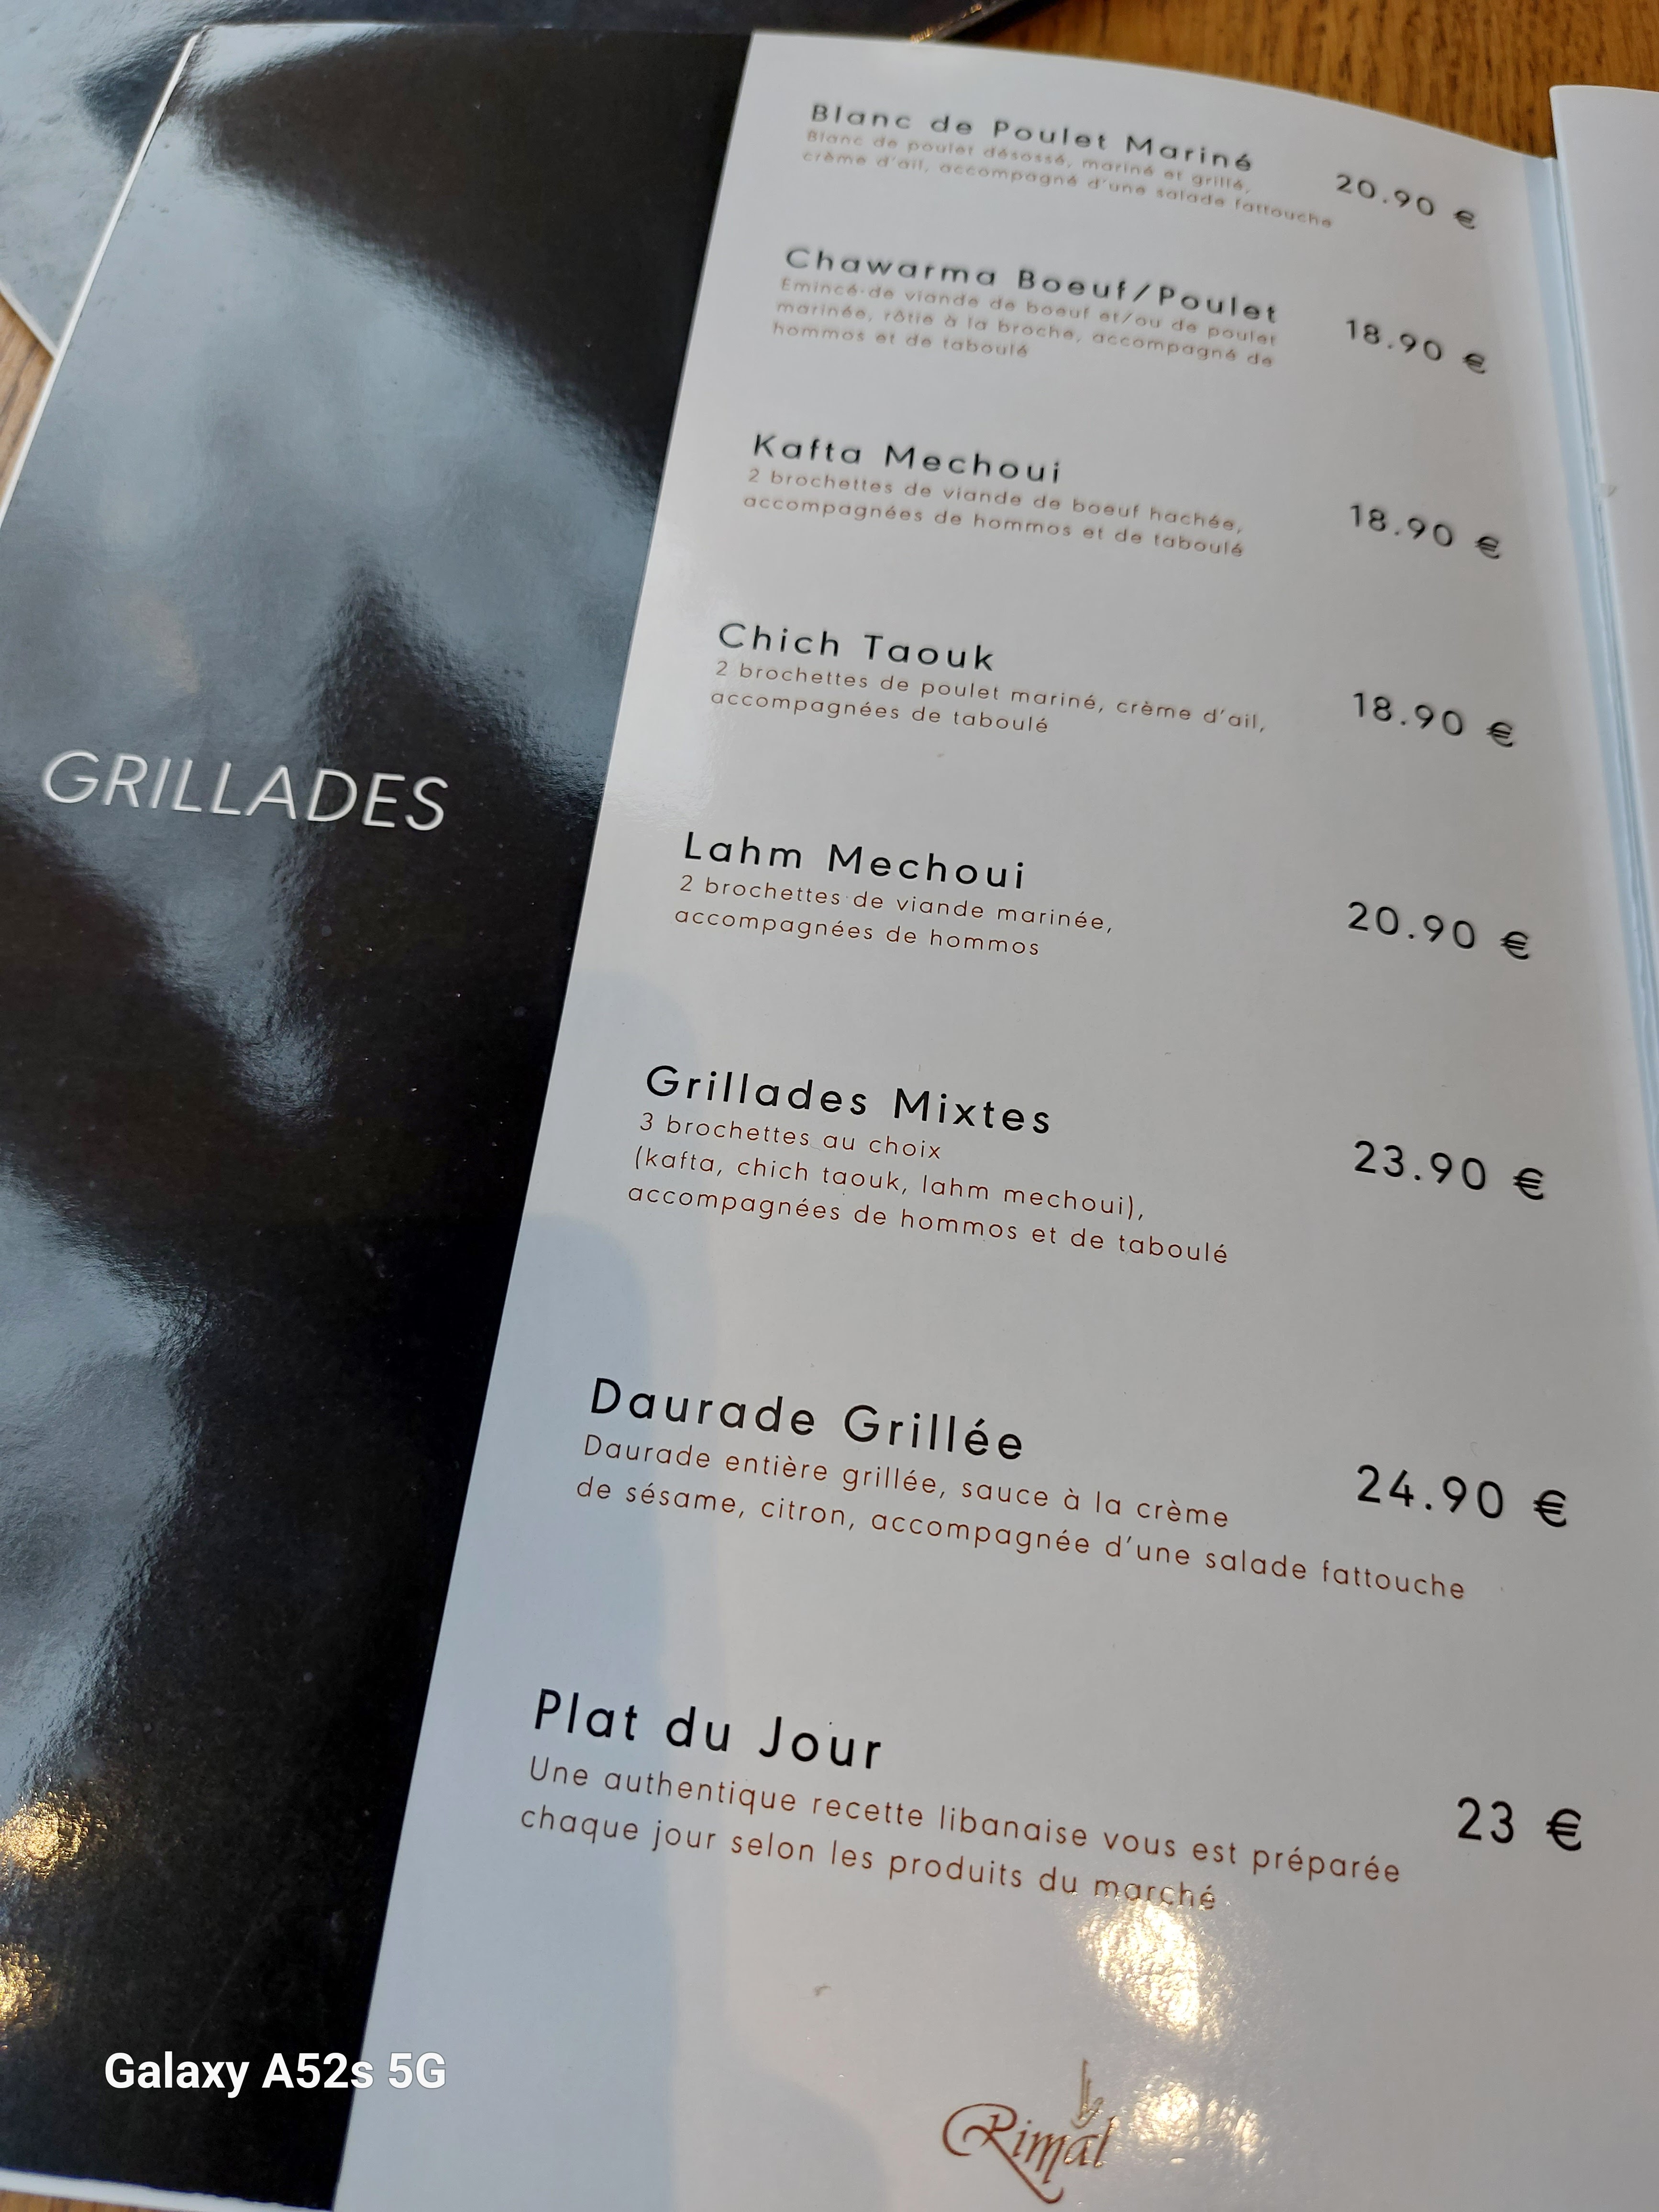 Blanc de Poulet Mariné
Blanc de poulet désossé, mariné et grillé,
crème d'ail, accompagné d'une salade fattouche
20.90 €
Chawarma Boeuf/Poulet
Emincé de viande de boeuf et/ou de poulet
marinée, rôtie à la broche, accompagné de
hommos et de taboulé
18.90 €
Kafta Mechoui
2 brochettes de viande de boeuf hachée,
accompagnées de hommos et de taboulé
18.90 €
Chich Taouk
2 brochettes de poulet mariné, crème d'ail,
accompagnées de taboulé
18.90 €
GRILLADES
Lahm Mechoui
2 brochettes de viande marinée,
accompagnées de hommos
20.90 €
Grillades Mixtes
3 brochettes au choix
(kafta, chich taouk, lahm mechoui),
accompagnées de hommos et de taboulé
23.90 €
Daurade Grillée
Daurade entière grillée, sauce à la crème
de sésame, citron, accompagnée d'une salade fattouche
24.90 €
Plat du Jour
Une authentique recette libanaise vous est préparée
chaque jour selon les produits du marché
23 €
Rimal
Galaxy A52s 5G